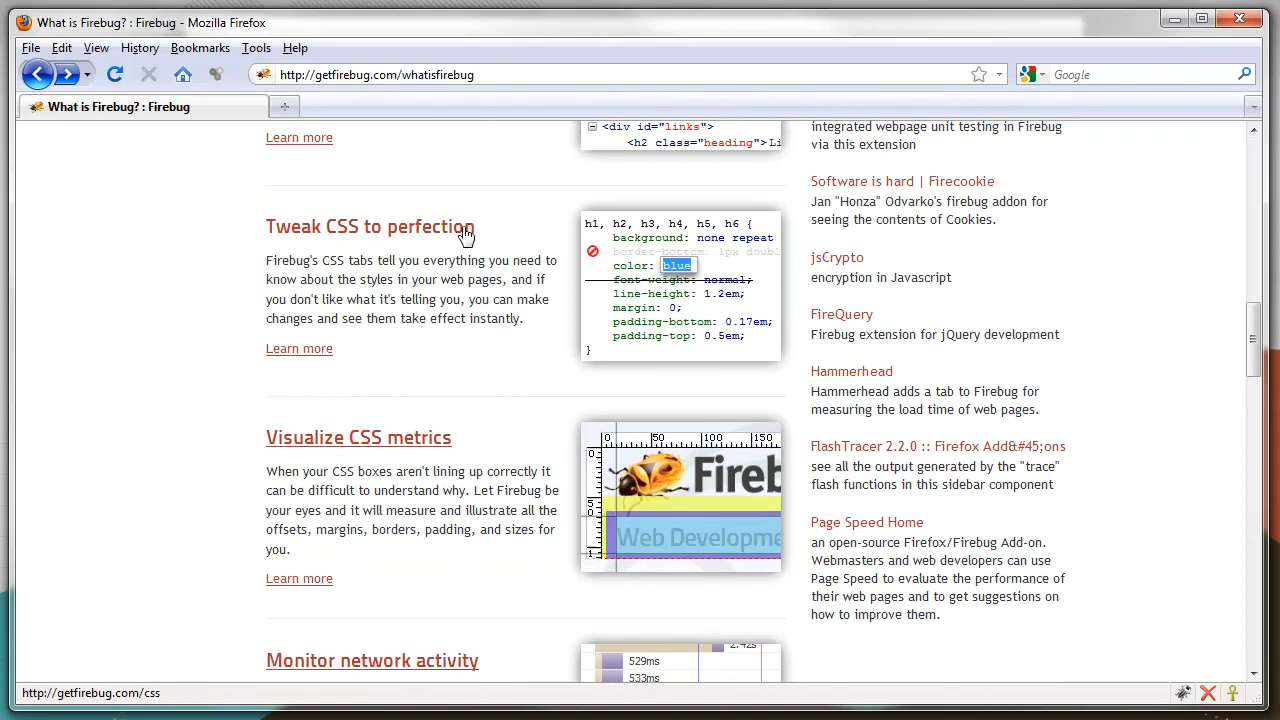 What is Firebug? : Firebug - Mozilla Firefox
File Edit View History Bookmarks Tools Help
http://getfirebug.com/whatisfirebug
Google
What is Firebug? : Firebug
Learn more
<div id="links">
<h2 class="heading">Li
Tweak CSS to perfection
Firebug's CSS tabs tell you everything you need to
know about the styles in your web pages, and if
you don't like what it's telling you, you can make
changes and see them take effect instantly.
Learn more
h1, h2, h3, h4, h5, h6 {
background: none repeat
border-bottom: 1px doubl
color: blue
font-weight: normal;
line-height: 1.2em;
margin: 0;
padding-bottom: 0.17em;
padding-top: 0.5em;
}
Visualize CSS metrics
When your CSS boxes aren't lining up correctly it
can be difficult to understand why. Let Firebug be
your eyes and it will measure and illustrate all the
offsets, margins, borders, padding, and sizes for
you.
Learn more
0 50 100 150
Fireb
Web Developme
Monitor network activity
2.42s
529ms
533ms
integrated webpage unit testing in Firebug
via this extension
Software is hard | Firecookie
Jan "Honza" Odvarko's firebug addon for
seeing the contents of Cookies.
jsCrypto
encryption in Javascript
FireQuery
Firebug extension for jQuery development
Hammerhead
Hammerhead adds a tab to Firebug for
measuring the load time of web pages.
FlashTracer 2.2.0 :: Firefox Add&#45;ons
see all the output generated by the "trace"
flash functions in this sidebar component
Page Speed Home
an open-source Firefox/Firebug Add-on.
Webmasters and web developers can use
Page Speed to evaluate the performance of
their web pages and to get suggestions on
how to improve them.
http://getfirebug.com/css